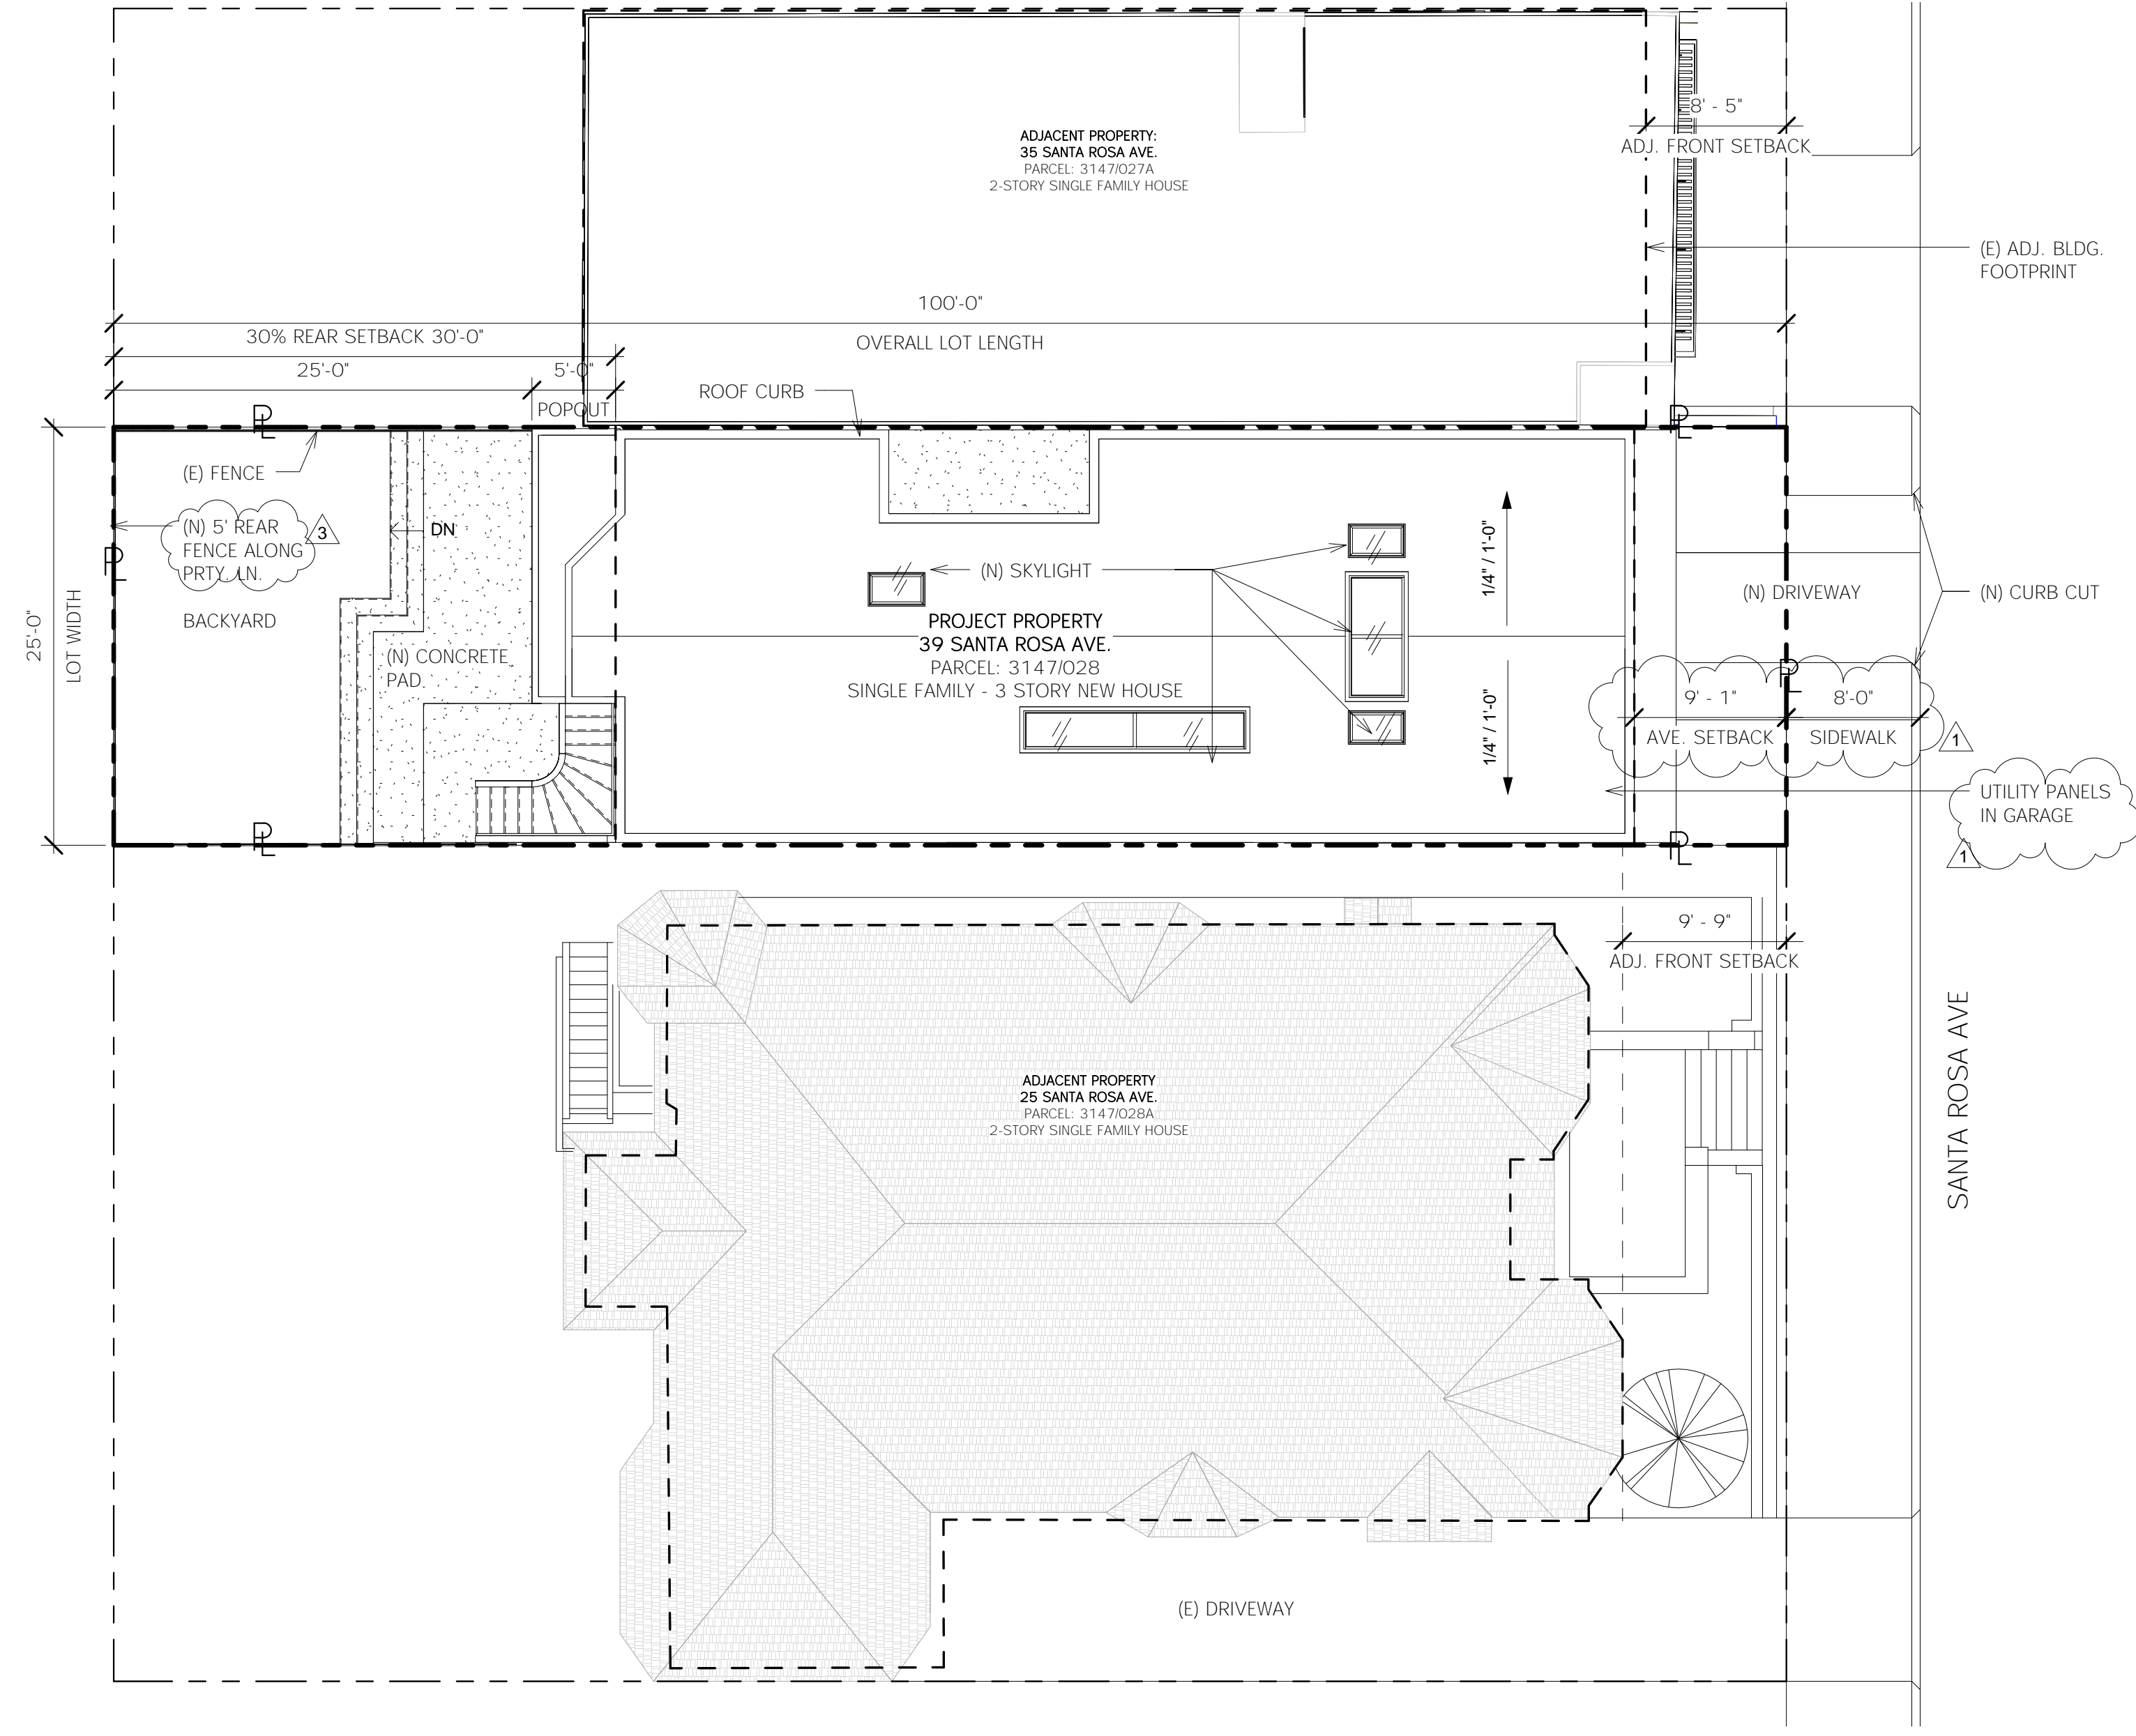 8' - 5"
ADJ. FRONT SETBACK
ADJACENT PROPERTY:
35 SANTA ROSA AVE.
PARCEL: 3147/027A
2-STORY SINGLE FAMILY HOUSE
(E) ADJ. BLDG.
FOOTPRINT
100'-0"
OVERALL LOT LENGTH
30% REAR SETBACK 30'-0"
25'-0"
5'-0"
POPOUT
ROOF CURB
PL
PL
(E) FENCE
(N) 5' REAR
FENCE ALONG
PRTY. LN.
3
DN
PL
BACKYARD
25'-0"
LOT WIDTH
(N) CONCRETE
PAD
(N) SKYLIGHT
PROJECT PROPERTY
39 SANTA ROSA AVE.
PARCEL: 3147/028
SINGLE FAMILY - 3 STORY NEW HOUSE
1/4" / 1'-0"
1/4" / 1'-0"
(N) DRIVEWAY
(N) CURB CUT
PL
9' - 1"
8'-0"
AVE. SETBACK
SIDEWALK
1
UTILITY PANELS
IN GARAGE
1
PL
PL
9' - 9"
ADJ. FRONT SETBACK
ADJACENT PROPERTY
25 SANTA ROSA AVE.
PARCEL: 3147/028A
2-STORY SINGLE FAMILY HOUSE
SANTA ROSA AVE
(E) DRIVEWAY